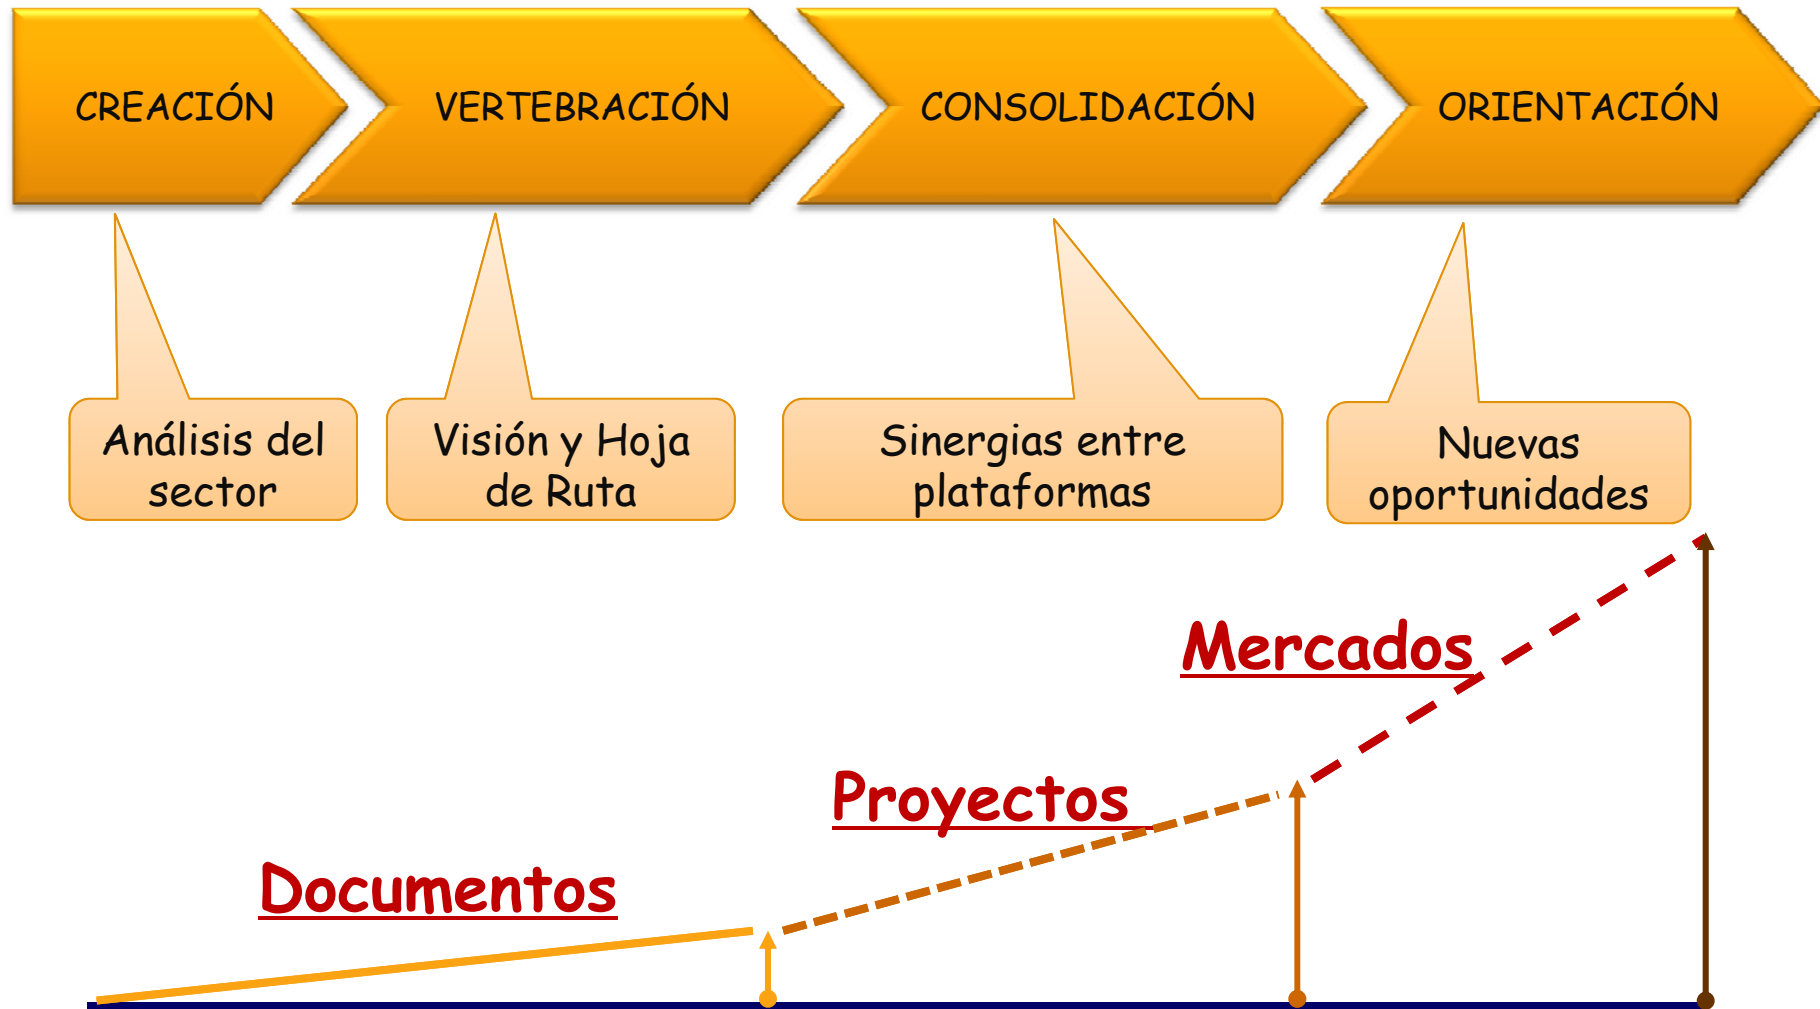 CREACIÓN
VERTEBRACIÓN
CONSOLIDACIÓN
ORIENTACIÓN
Análisis del
sector
Visión y Hoja
de Ruta
Sinergias entre
plataformas
Nuevas
oportunidades
Mercados
Proyectos
Documentos